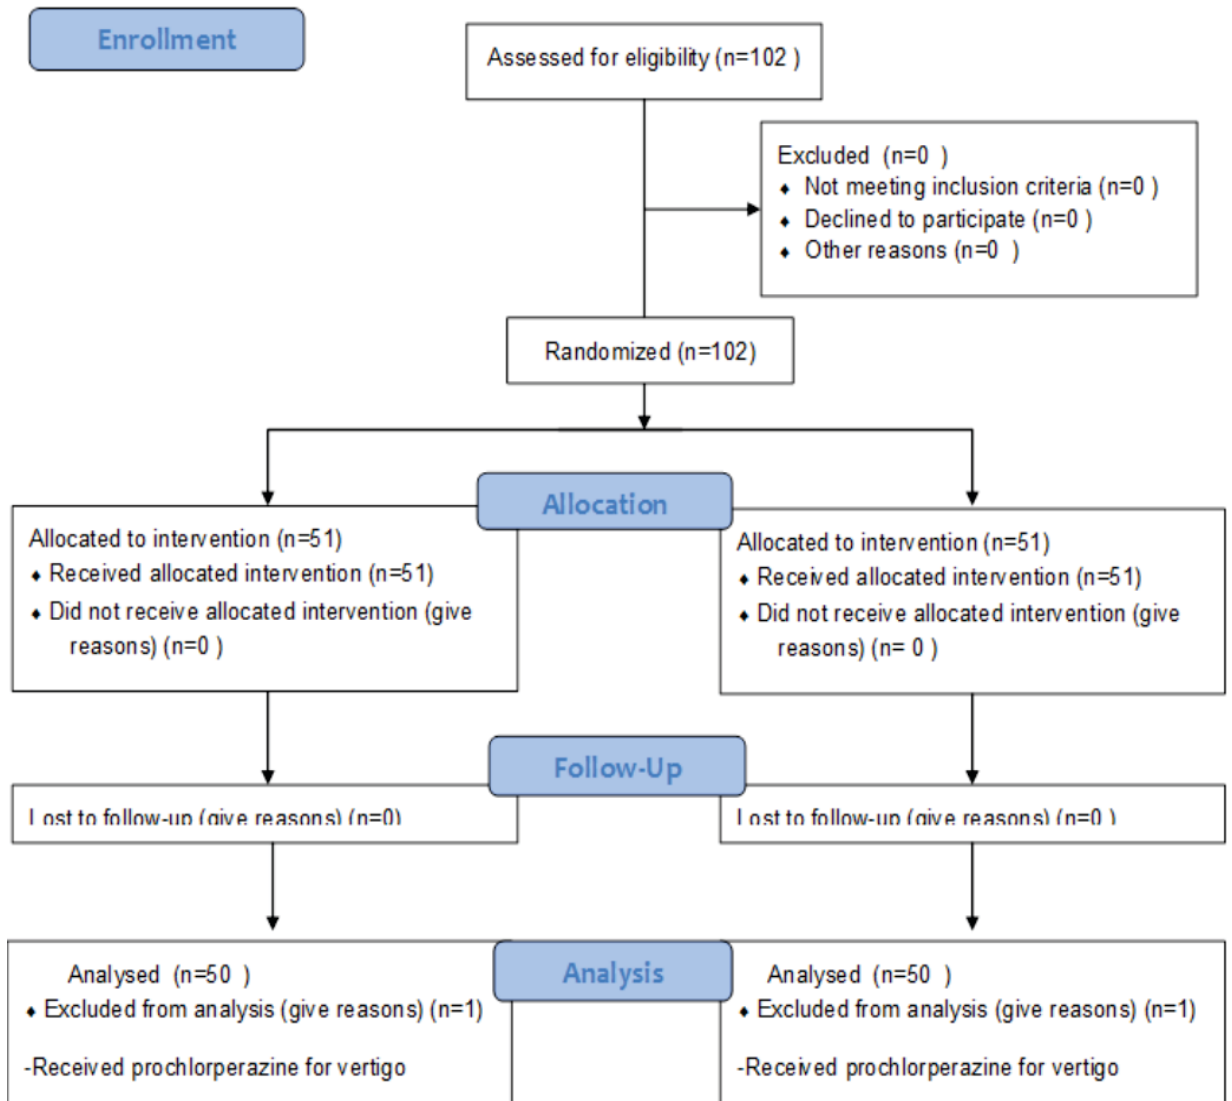 Enrollment
Assessed for eligibility (n=102 )
Excluded (n=0 )
♦ Not meeting inclusion criteria (n=0 )
♦ Declined to participate (n=0 )
♦ Other reasons (n=0 )
Randomized (n=102)
Allocation
Allocated to intervention (n=51)
♦ Received allocated intervention (n=51)
♦ Did not receive allocated intervention (give
reasons) (n=0 )
Allocated to intervention (n=51)
♦ Received allocated intervention (n=51)
♦ Did not receive allocated intervention (give
reasons) (n= 0 )
Follow-Up
Lost to follow-up (give reasons) (n=0)
Lost to follow-up (give reasons) (n=0 )
Analysis
Analysed (n=50 )
♦ Excluded from analysis (give reasons) (n=1)
-Received prochlorperazine for vertigo
Analysed (n=50 )
♦ Excluded from analysis (give reasons) (n=1)
-Received prochlorperazine for vertigo